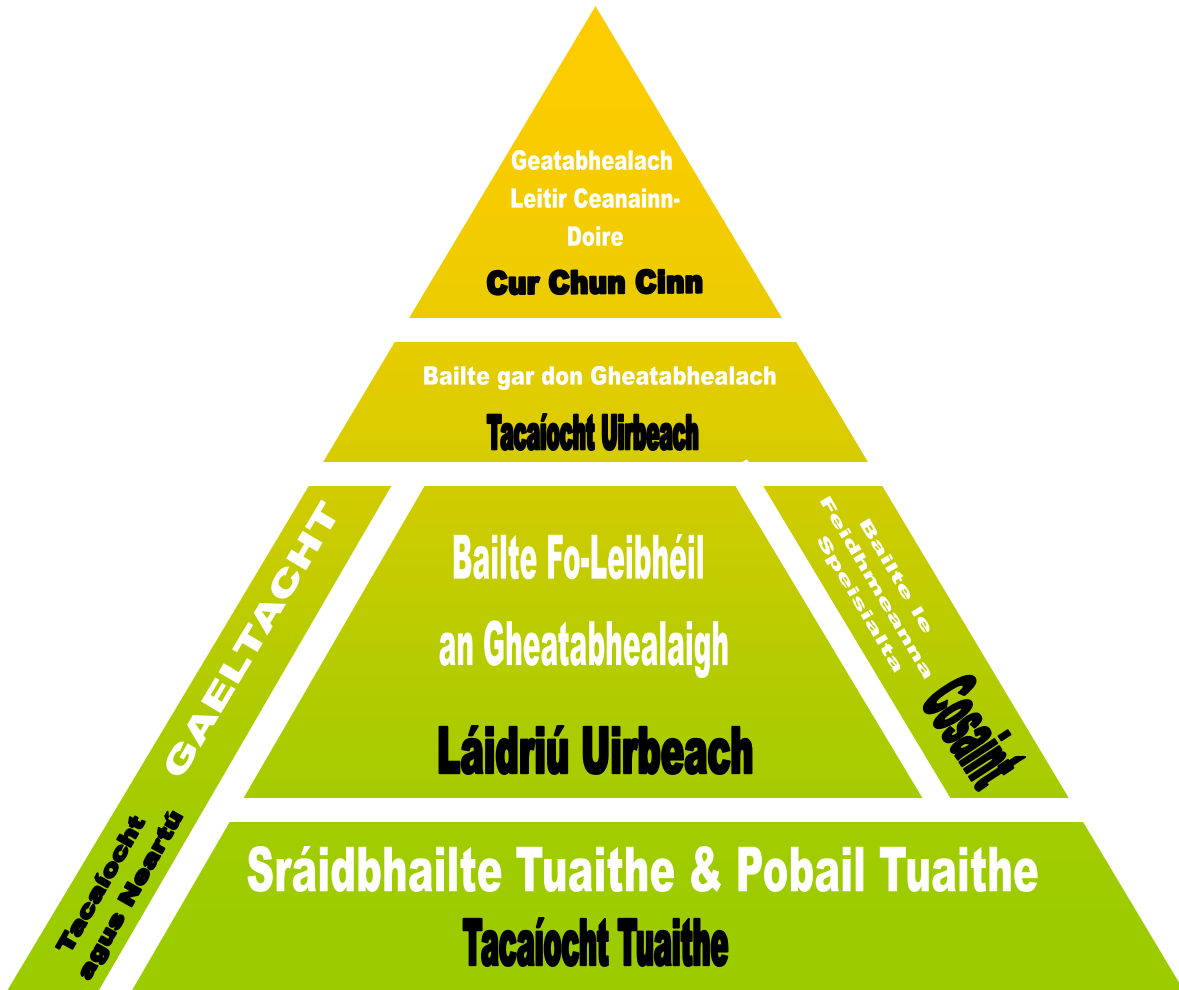 Geatabhealach
Leitir Ceanainn-
Doire
Cur Chun Cinn
Bailte gar don Gheatabhealach
Tacaíocht Uirbeach
GAELTACHT
Tacaíocht
agus Neartú
Bailte Fo-Leibhéil
an Gheatabhealaigh
Láidriú Uirbeach
Bailte le
Feidhmeanna
Speisialta
Cosaint
Sráidbhailte Tuaithe & Pobail Tuaithe
Tacaíocht Tuaithe